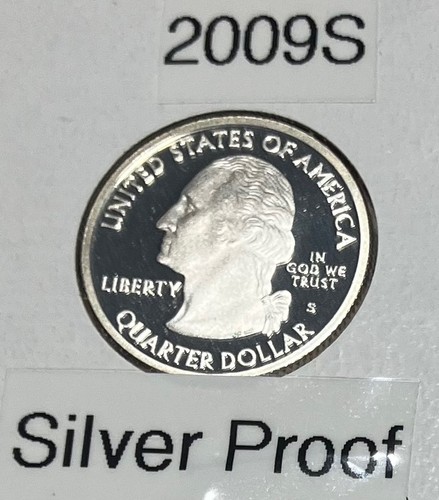 2009S
UNITED STATES OF AMERICA
LIBERTY
IN
GOD WE
TRUST
S
QUARTER DOLLAR
Silver Proof